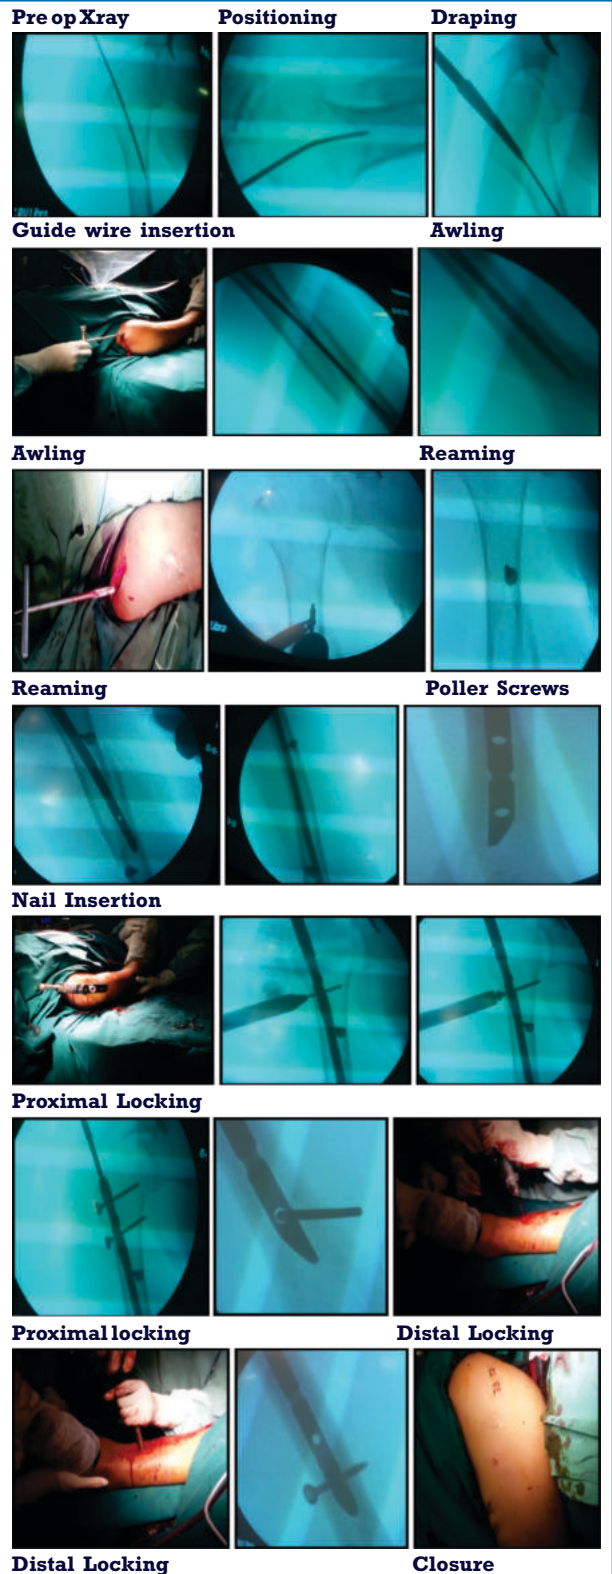 Pre op Xray Positioning Draping
Guide wire insertion Awling
Awling Reaming
Reaming Poller Screws
Nail Insertion
Proximal Locking
Proximal locking Distal Locking
Distal Locking Closure